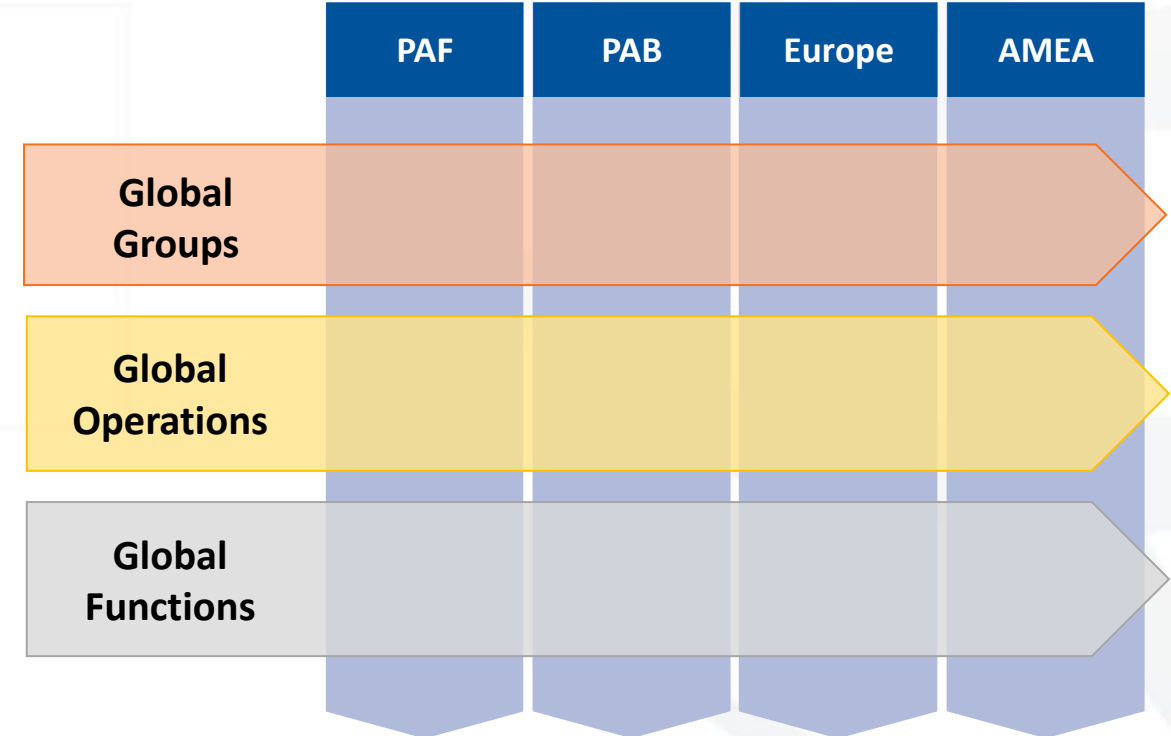 PAF PAB Europe AMEA
Global
Groups
Global
Operations
Global
Functions